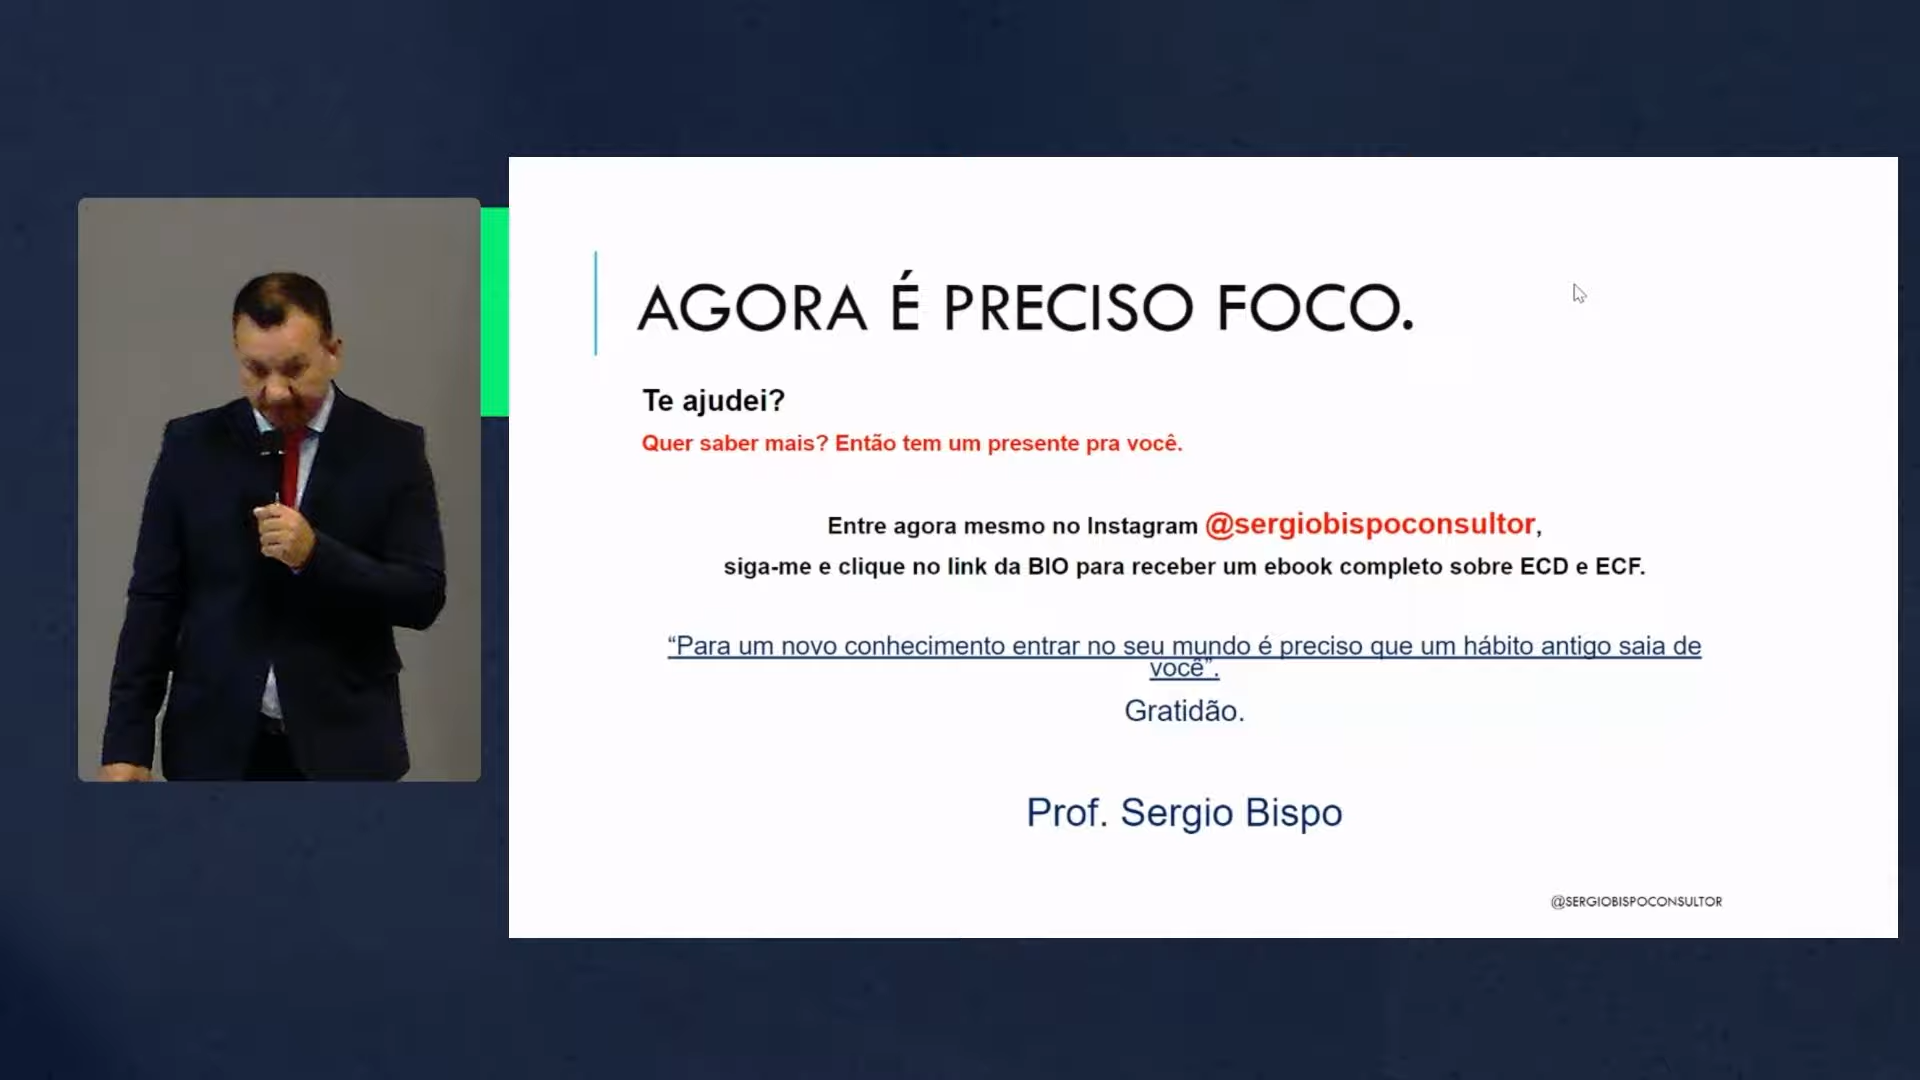 AGORA É PRECISO FOCO.
Te ajudei?
Quer saber mais? Então tem um presente pra você.
Entre agora mesmo no Instagram @sergiobispoconsultor,
siga-me e clique no link da BIO para receber um ebook completo sobre ECD e ECF.
“Para um novo conhecimento entrar no seu mundo é preciso que um hábito antigo saia de
você”.
Gratidão.
Prof. Sergio Bispo
@SERGIOBISPOCONSULTOR